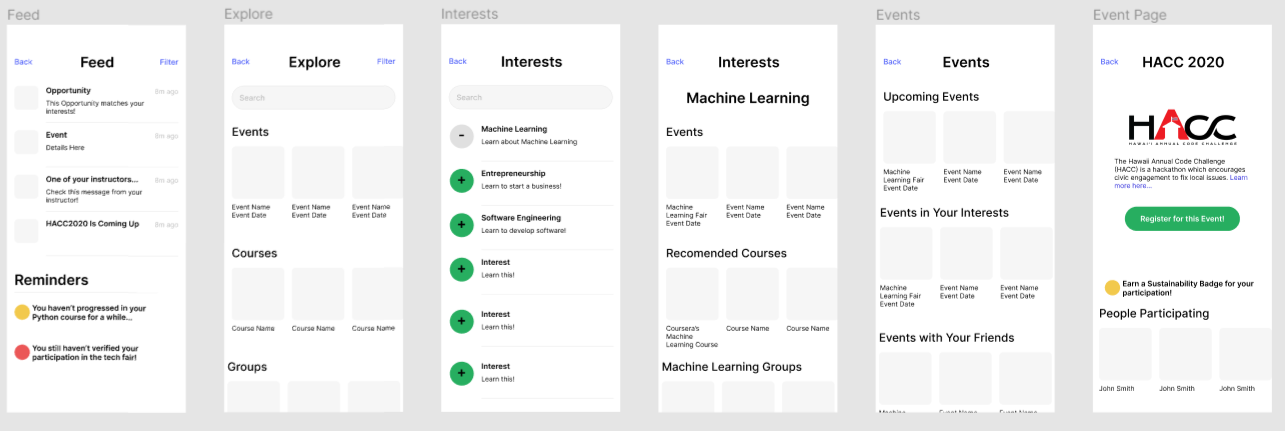 Feed
Back
Feed
Filter
Opportunity
8m ago
This Opportunity matches your
interests!
Event
8m ago
Details Here
One of your instructors...
6m ago
Check this message from your
instructor!
HACC2020 Is Coming Up
8m ago
Reminders
You haven't progressed in your
Python course for a while...
You still haven't verified your
participation in the tech fair!
Explore
Back
Explore
Filter
Search
Events
Event Name
Event Date
Event Name
Event Date
Event Name
Event Date
Courses
Course Name
Course Name
Course Name
Groups
Interests
Back
Interests
Search
-
Machine Learning
Learn about Machine Learning
+
Entrepreneurship
Learn to start a business!
+
Software Engineering
Learn to develop software!
+
Interest
Learn this!
+
Interest
Learn this!
+
Interest
Learn this!
Back
Interests
Machine Learning
Events
Machine
Learning Fair
Event Date
Event Name
Event Date
Event Name
Event Date
Recomended Courses
Coursera's
Machine
Learning Course
Course Name
Course Name
Machine Learning Groups
Events
Back
Events
Upcoming Events
Machine
Learning Fair
Event Date
Event Name
Event Date
Event Name
Event Date
Events in Your Interests
Machine
Learning Fair
Event Date
Event Name
Event Date
Event Name
Event Date
Events with Your Friends
Machine
Event Name
Event Name
Event Page
Back
HACC 2020
HACC
HAWAI'I ANNUAL CODE CHALLENGE
The Hawaii Annual Code Challenge
(HACC) is a hackathon which encourages
civic engagement to fix local issues. Learn
more here...
Register for this Event!
Earn a Sustainability Badge for your
participation!
People Participating
John Smith
John Smith
John Smith